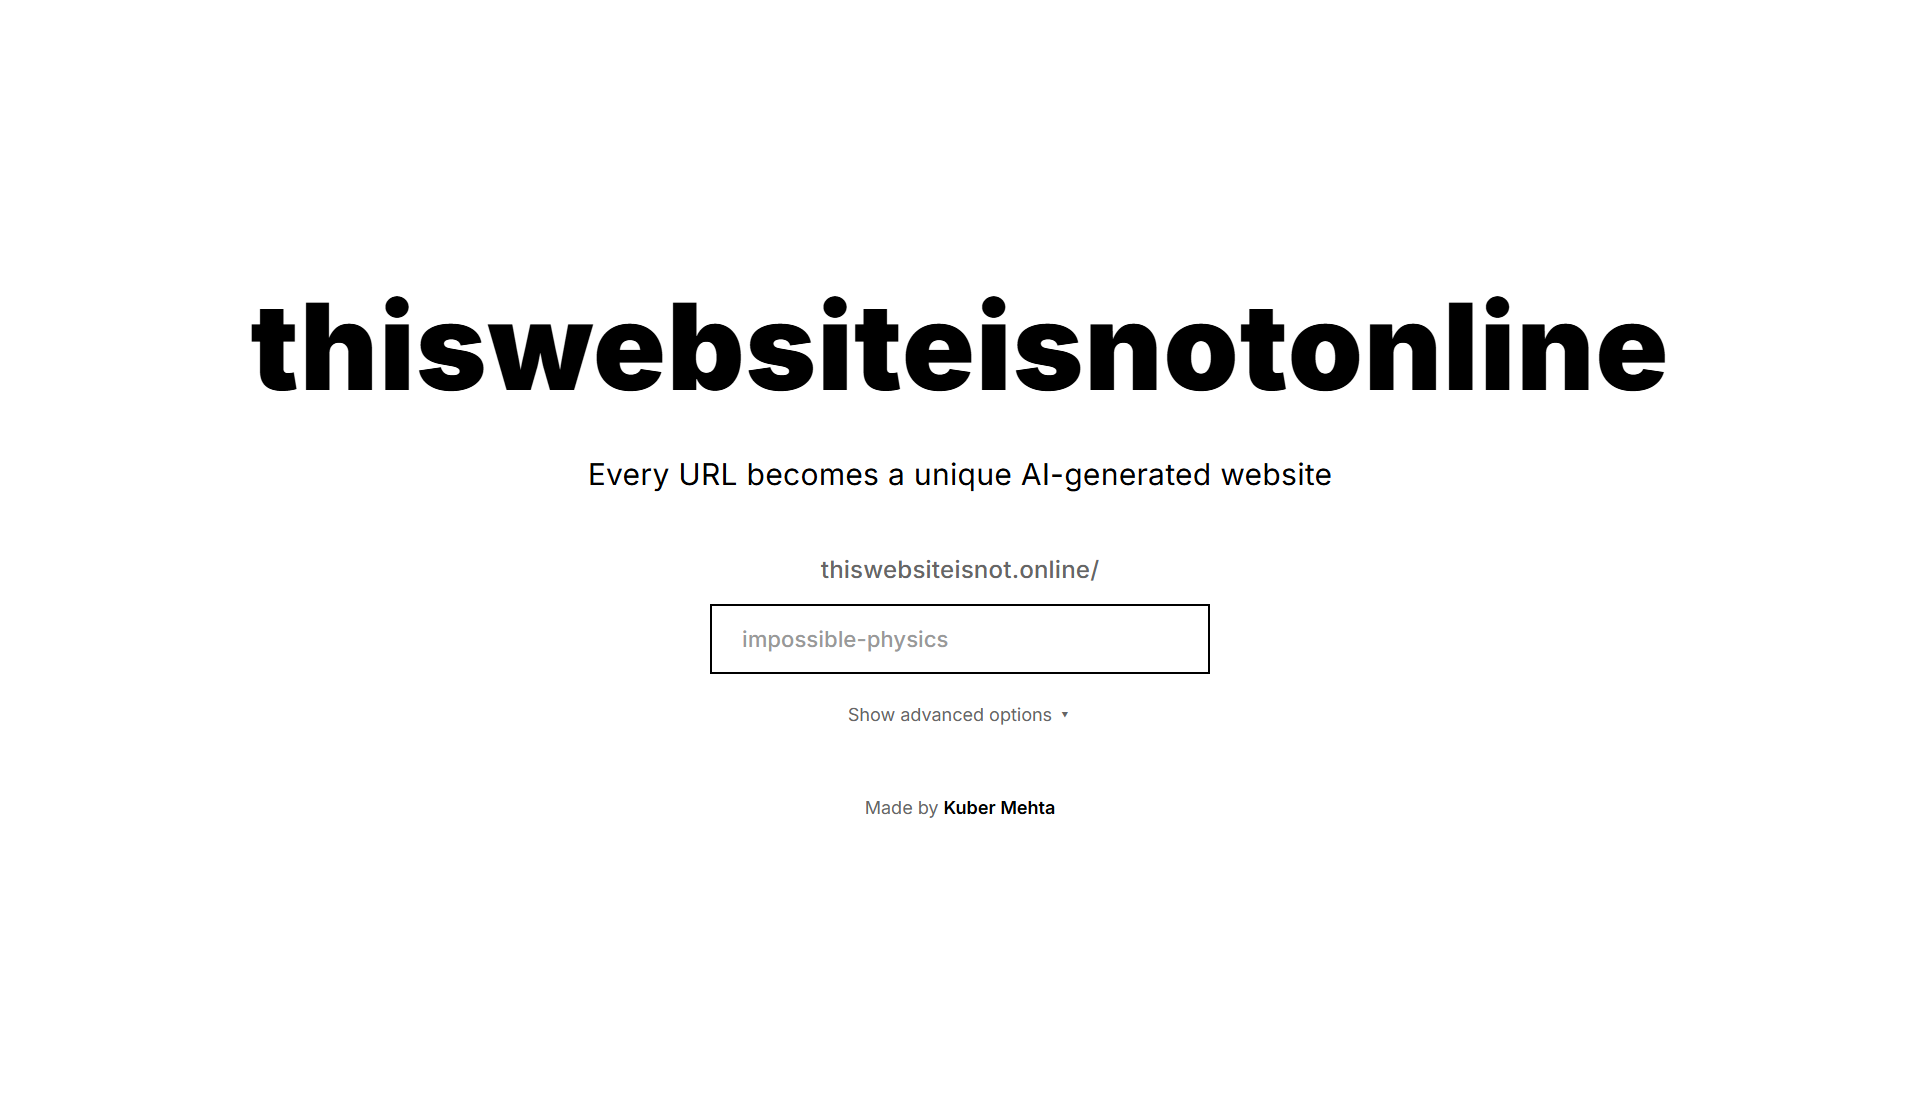 thiswebsiteisnotonline
Every URL becomes a unique AI-generated website
thiswebsiteisnot.online/
impossible-physics
Show advanced options ▼
Made by Kuber Mehta